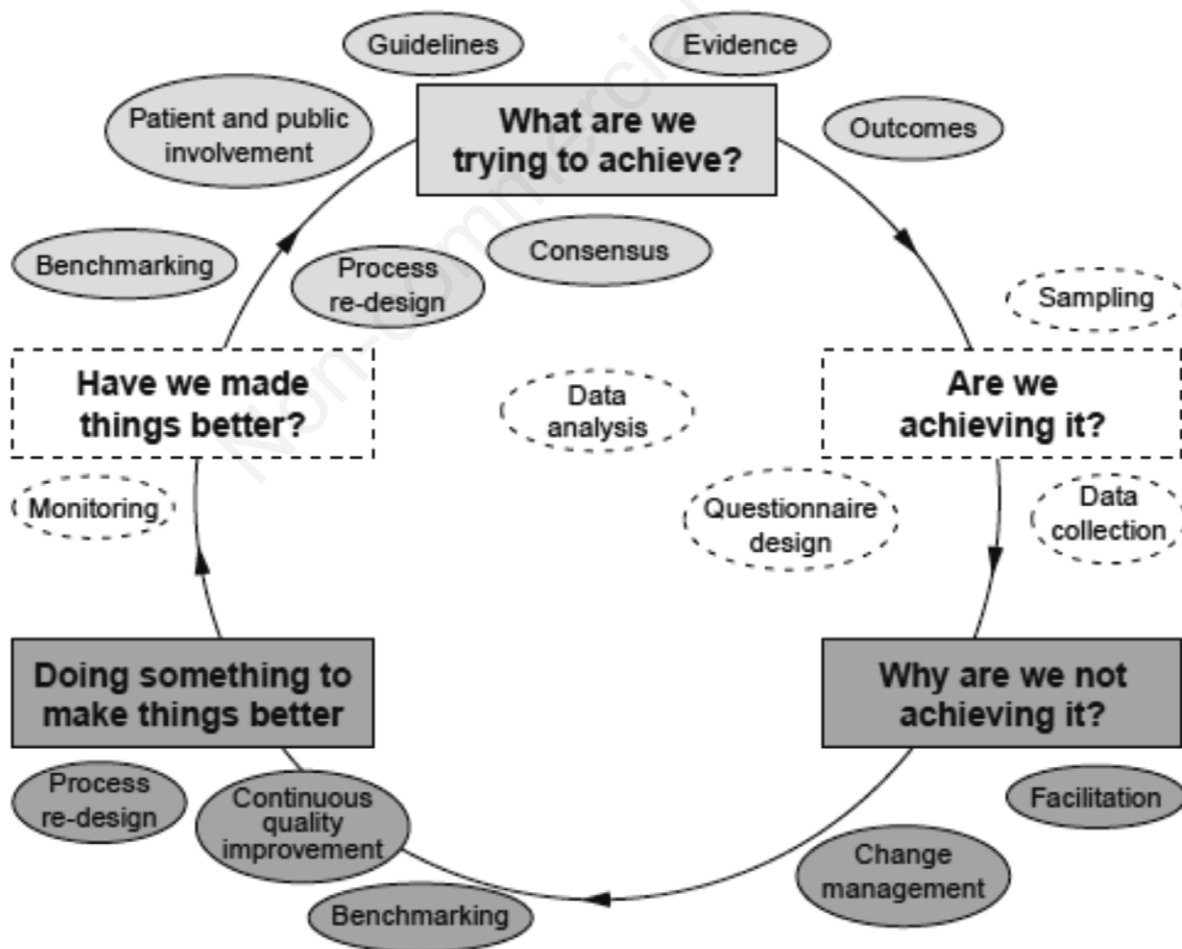 Guidelines
Evidence
Patient and public
involvement
What are we
trying to achieve?
Outcomes
Benchmarking
Process
re-design
Consensus
Sampling
Have we made
things better?
Data
analysis
Are we
achieving it?
Monitoring
Questionnaire
design
Data
collection
Doing something to
make things better
Why are we not
achieving it?
Process
re-design
Continuous
quality
improvement
Facilitation
Change
management
Benchmarking
Non-commercial